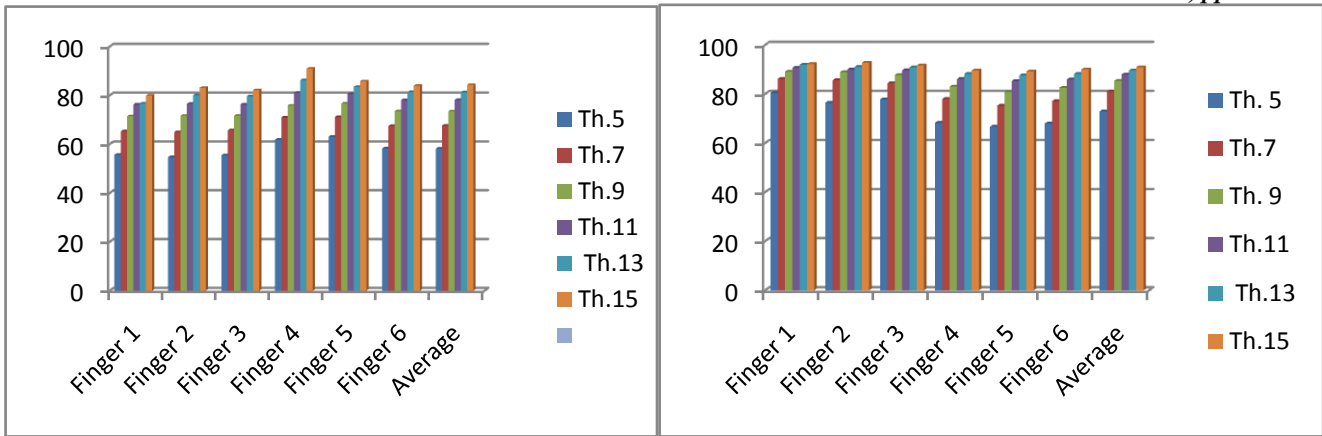 100
80
60
40
20
0
Finger 1
Finger 2
Finger 3
Finger 4
Finger 5
Finger 6
Average
Th.5
Th.7
Th.9
Th.11
Th.13
Th.15
100
80
60
40
20
0
Finger 1
Finger 2
Finger 3
Finger 4
Finger 5
Finger 6
Average
Th. 5
Th.7
Th. 9
Th.11
Th.13
Th.15